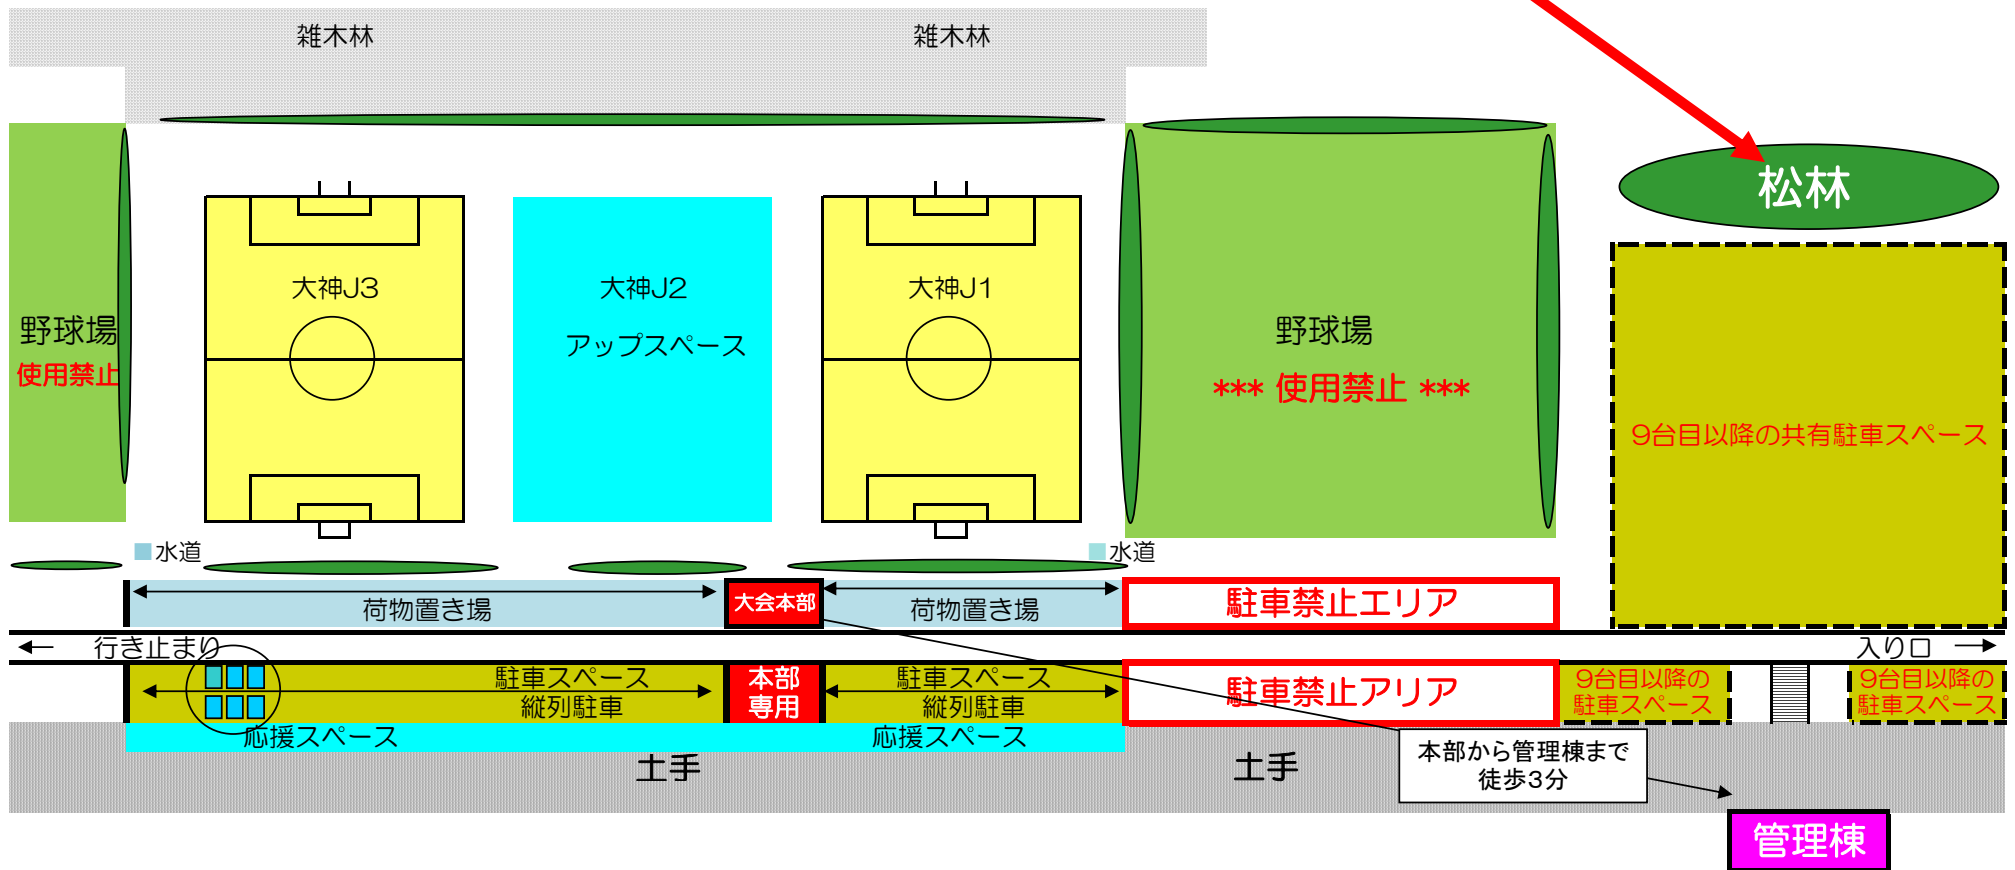 雑木林
雑木林
松林
大神J3
大神J2
大神J1
アップスペース
野球場
使用禁止
野球場
*** 使用禁止 ***
9台目以降の共有駐車スペース
水道
水道
荷物置き場
大会本部
荷物置き場
駐車禁止エリア
行き止まり
入り口
駐車スペース
縦列駐車
本部
専用
駐車スペース
縦列駐車
駐車禁止アリア
9台目以降の
駐車スペース
9台目以降の
駐車スペース
応援スペース
応援スペース
土手
土手
本部から管理棟まで
徒歩3分
管理棟